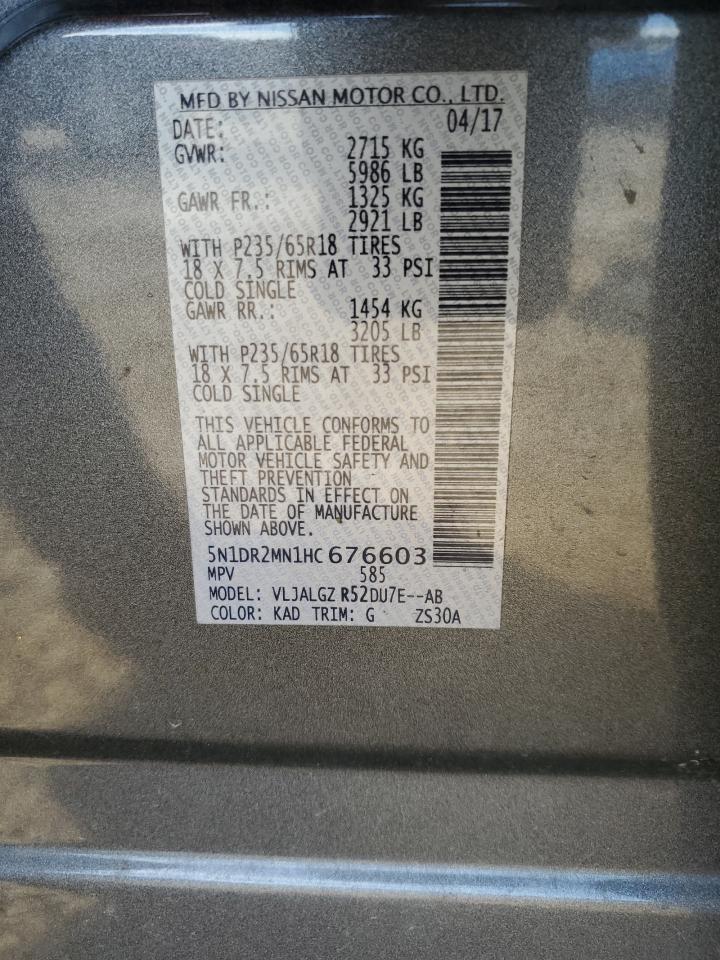 MFD BY NISSAN MOTOR CO., LTD.
DATE: 04/17
GVWR: 2715 KG
5986 LB
GAWR FR.: 1325 KG
2921 LB
WITH P235/65R18 TIRES
18 X 7.5 RIMS AT 33 PSI
COLD SINGLE
GAWR RR.: 1454 KG
3205 LB
WITH P235/65R18 TIRES
18 X 7.5 RIMS AT 33 PSI
COLD SINGLE
THIS VEHICLE CONFORMS TO
ALL APPLICABLE FEDERAL
MOTOR VEHICLE SAFETY AND
THEFT PREVENTION
STANDARDS IN EFFECT ON
THE DATE OF MANUFACTURE
SHOWN ABOVE.
5N1DR2MN1HC676603
MPV 585
MODEL: VLJALGZ R52DU7E--AB
COLOR: KAD TRIM: G ZS30A